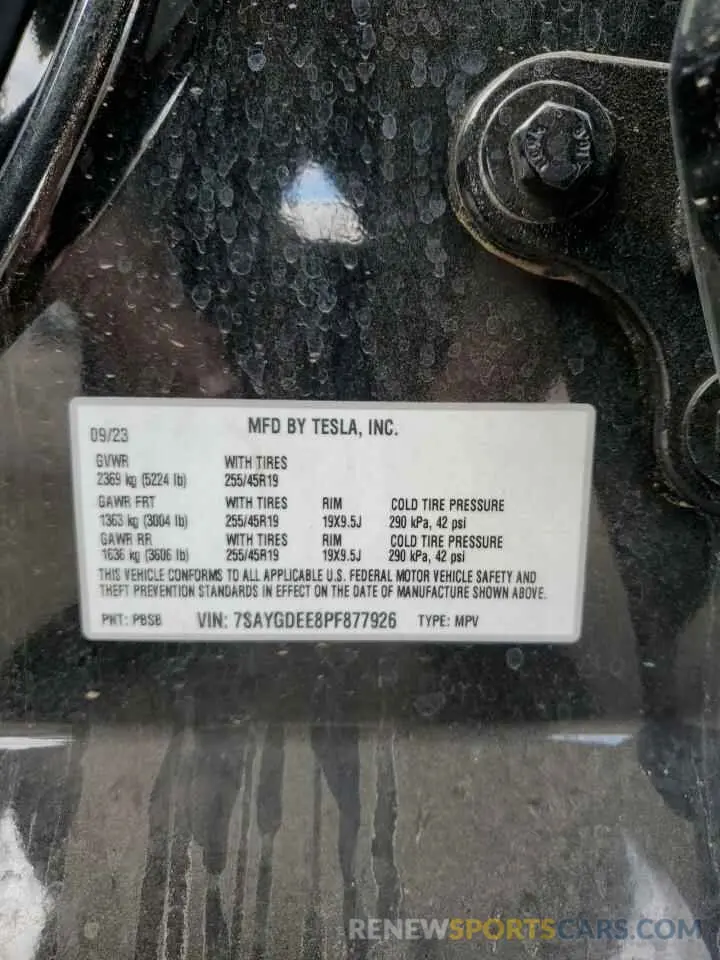 MFD BY TESLA, INC.
09/23
GVWR WITH TIRES
2369 kg (5224 lb) 255/45R19
GAWR FRT WITH TIRES RIM COLD TIRE PRESSURE
1363 kg (3004 lb) 255/45R19 19X9.5J 290 kPa, 42 psi
GAWR RR WITH TIRES RIM COLD TIRE PRESSURE
1636 kg (3606 lb) 255/45R19 19X9.5J 290 kPa, 42 psi
THIS VEHICLE CONFORMS TO ALL APPLICABLE U.S. FEDERAL MOTOR VEHICLE SAFETY AND
THEFT PREVENTION STANDARDS IN EFFECT ON THE DATE OF MANUFACTURE SHOWN ABOVE.
PNT: PBSB VIN: 7SAYGDEE8PF877926 TYPE: MPV
RENEWSPORTSCARS.COM